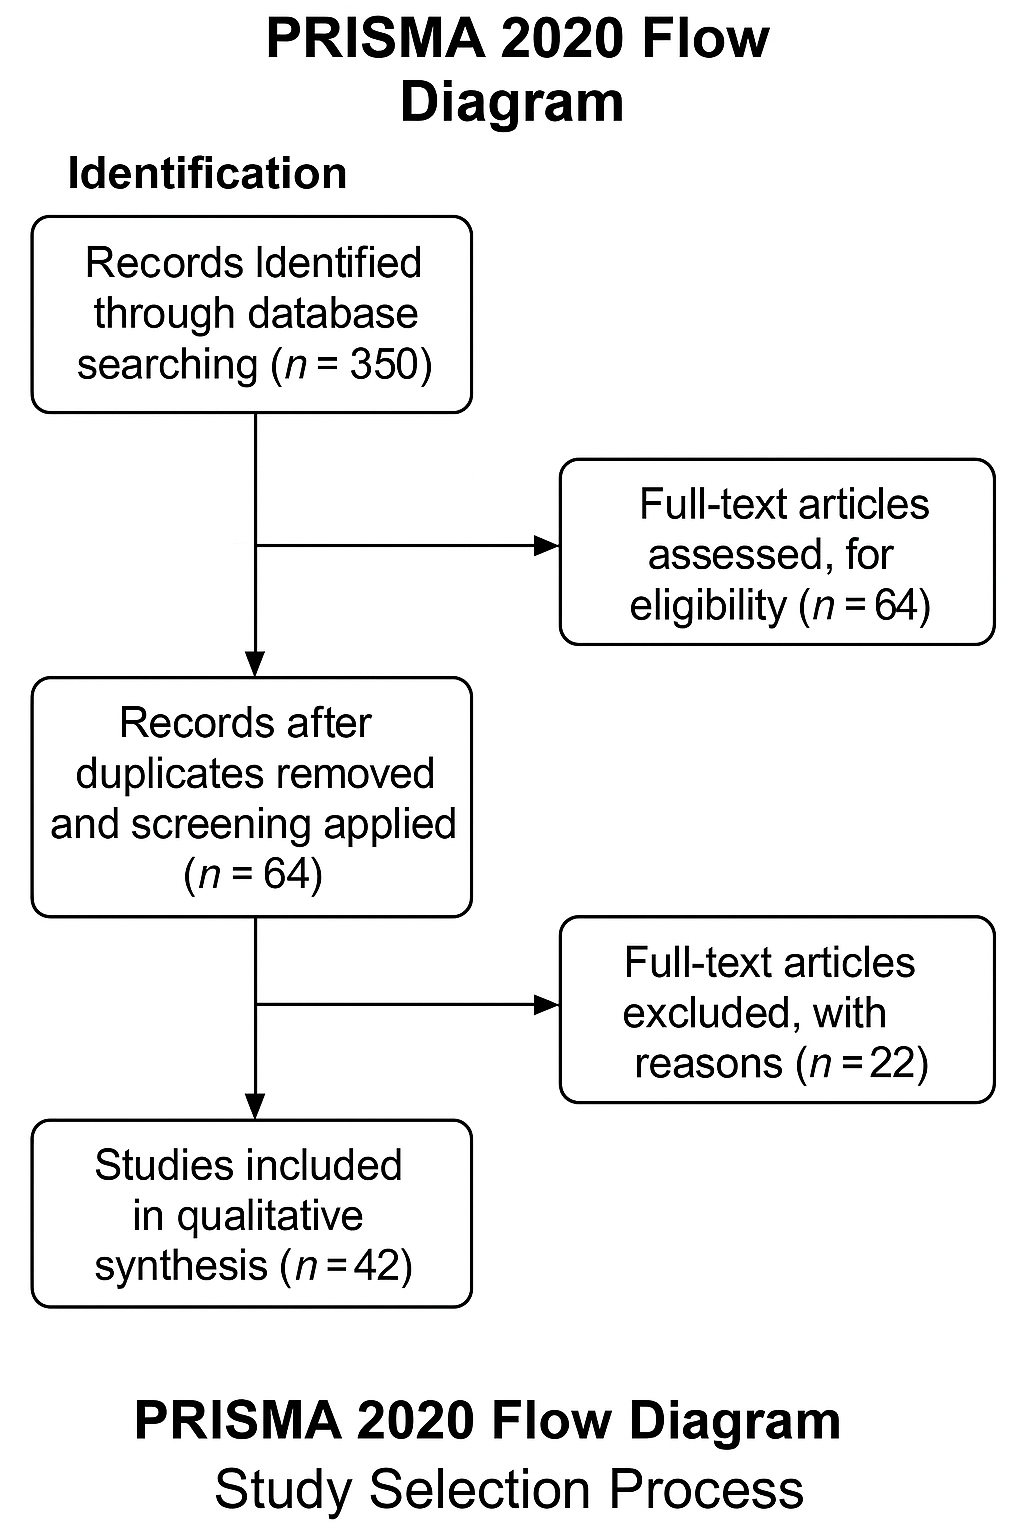 PRISMA 2020 Flow
Diagram
Identification
Records Identified
through database
searching (n = 350)
Full-text articles
assessed, for
eligibility (n = 64)
Records after
duplicates removed
and screening applied
(n = 64)
Full-text articles
excluded, with
reasons (n = 22)
Studies included
in qualitative
synthesis (n = 42)
PRISMA 2020 Flow Diagram
Study Selection Process